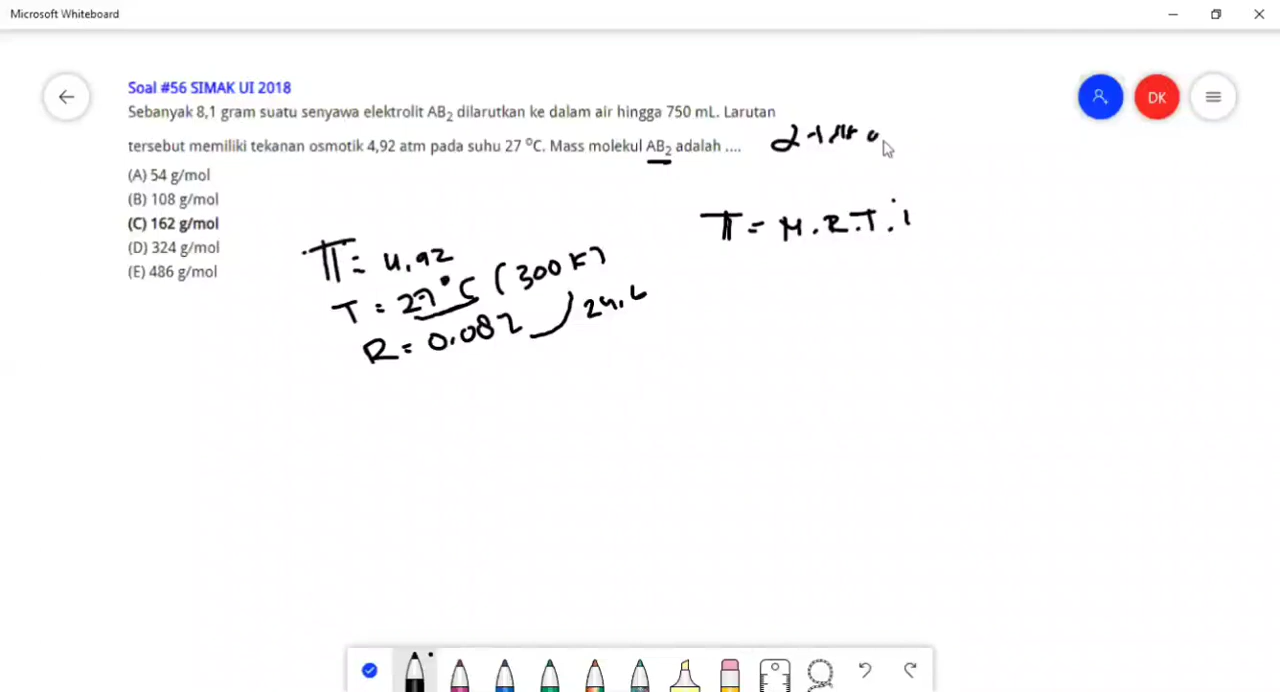 Microsoft Whiteboard
Soal #56 SIMAK UI 2018
Sebanyak 8,1 gram suatu senyawa elektrolit AB₂ dilarutkan ke dalam air hingga 750 mL. Larutan
tersebut memiliki tekanan osmotik 4,92 atm pada suhu 27 °C. Mass molekul AB₂ adalah ....
(A) 54 g/mol
(B) 108 g/mol
(C) 162 g/mol
(D) 324 g/mol
(E) 486 g/mol
DK
π = M.R.T.i
π = 4.92
T = 27°C (300 K)
R = 0.082
24.6